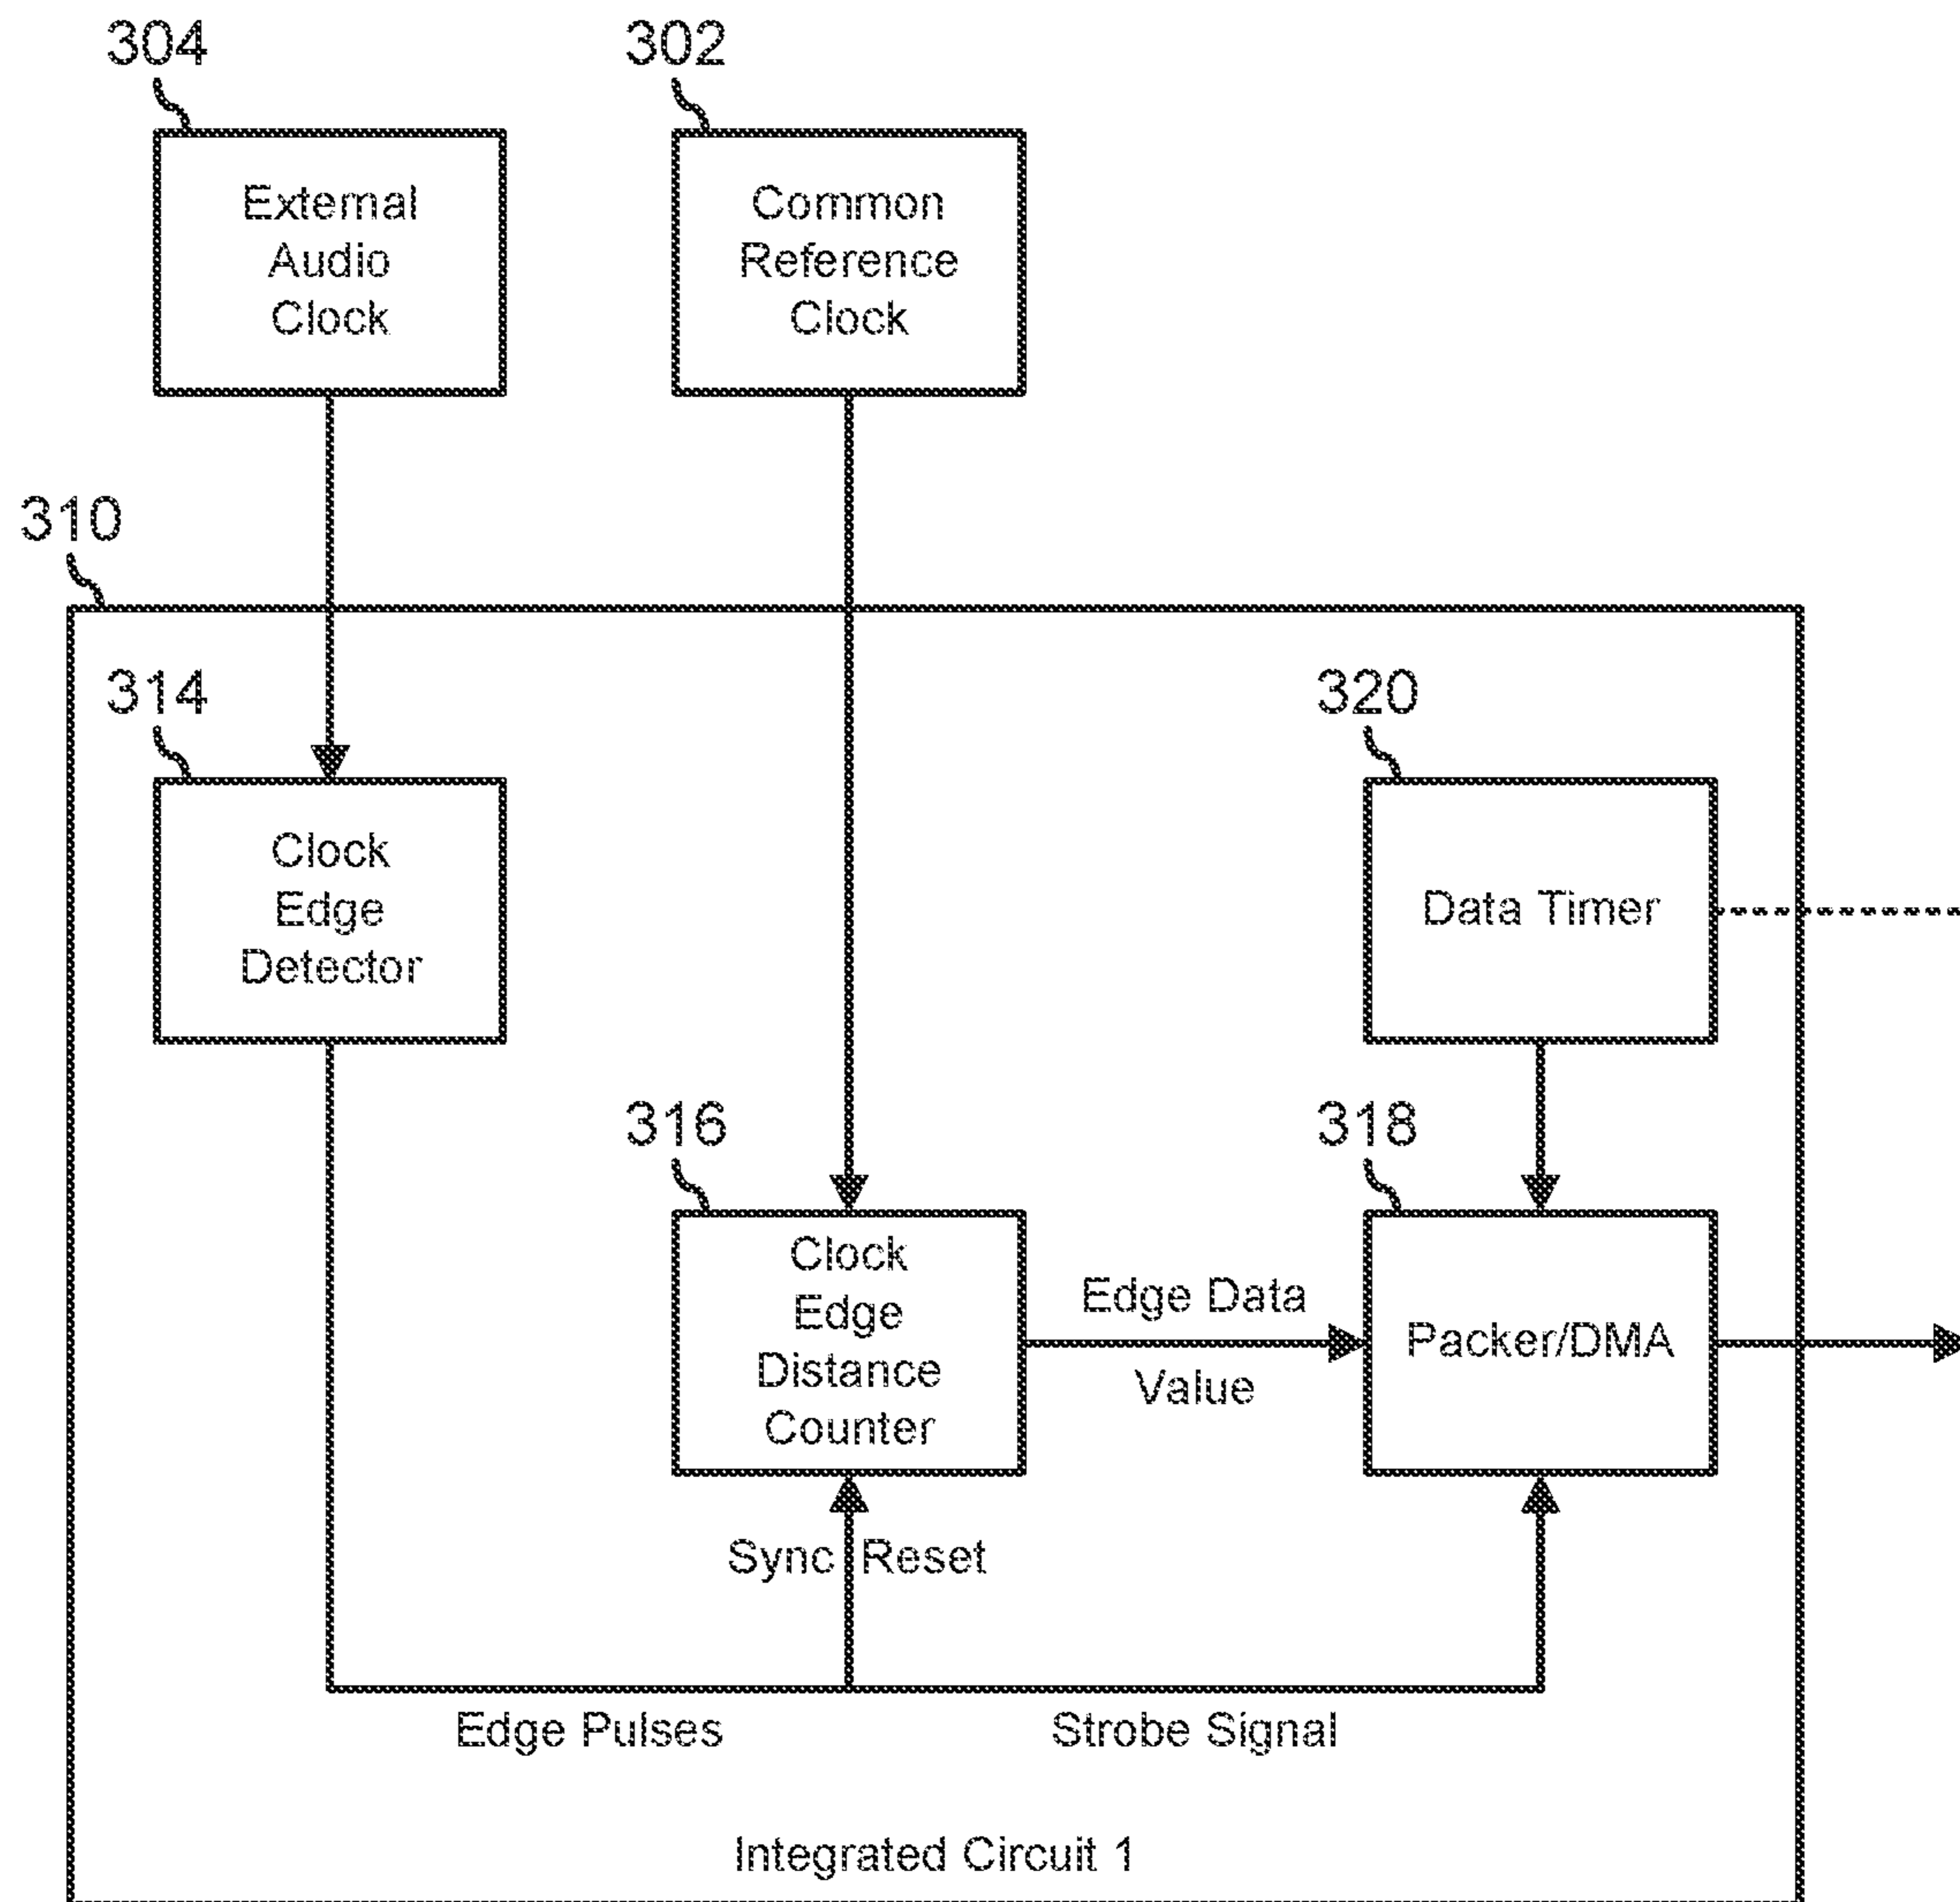 304
302
External
Audio
Clock
Common
Reference
Clock
310
314
320
Clock
Edge
Detector
Data Timer
316
318
Clock
Edge
Distance
Counter
Edge Data
Value
Packer/DMA
Sync Reset
Edge Pulses
Strobe Signal
Integrated Circuit 1